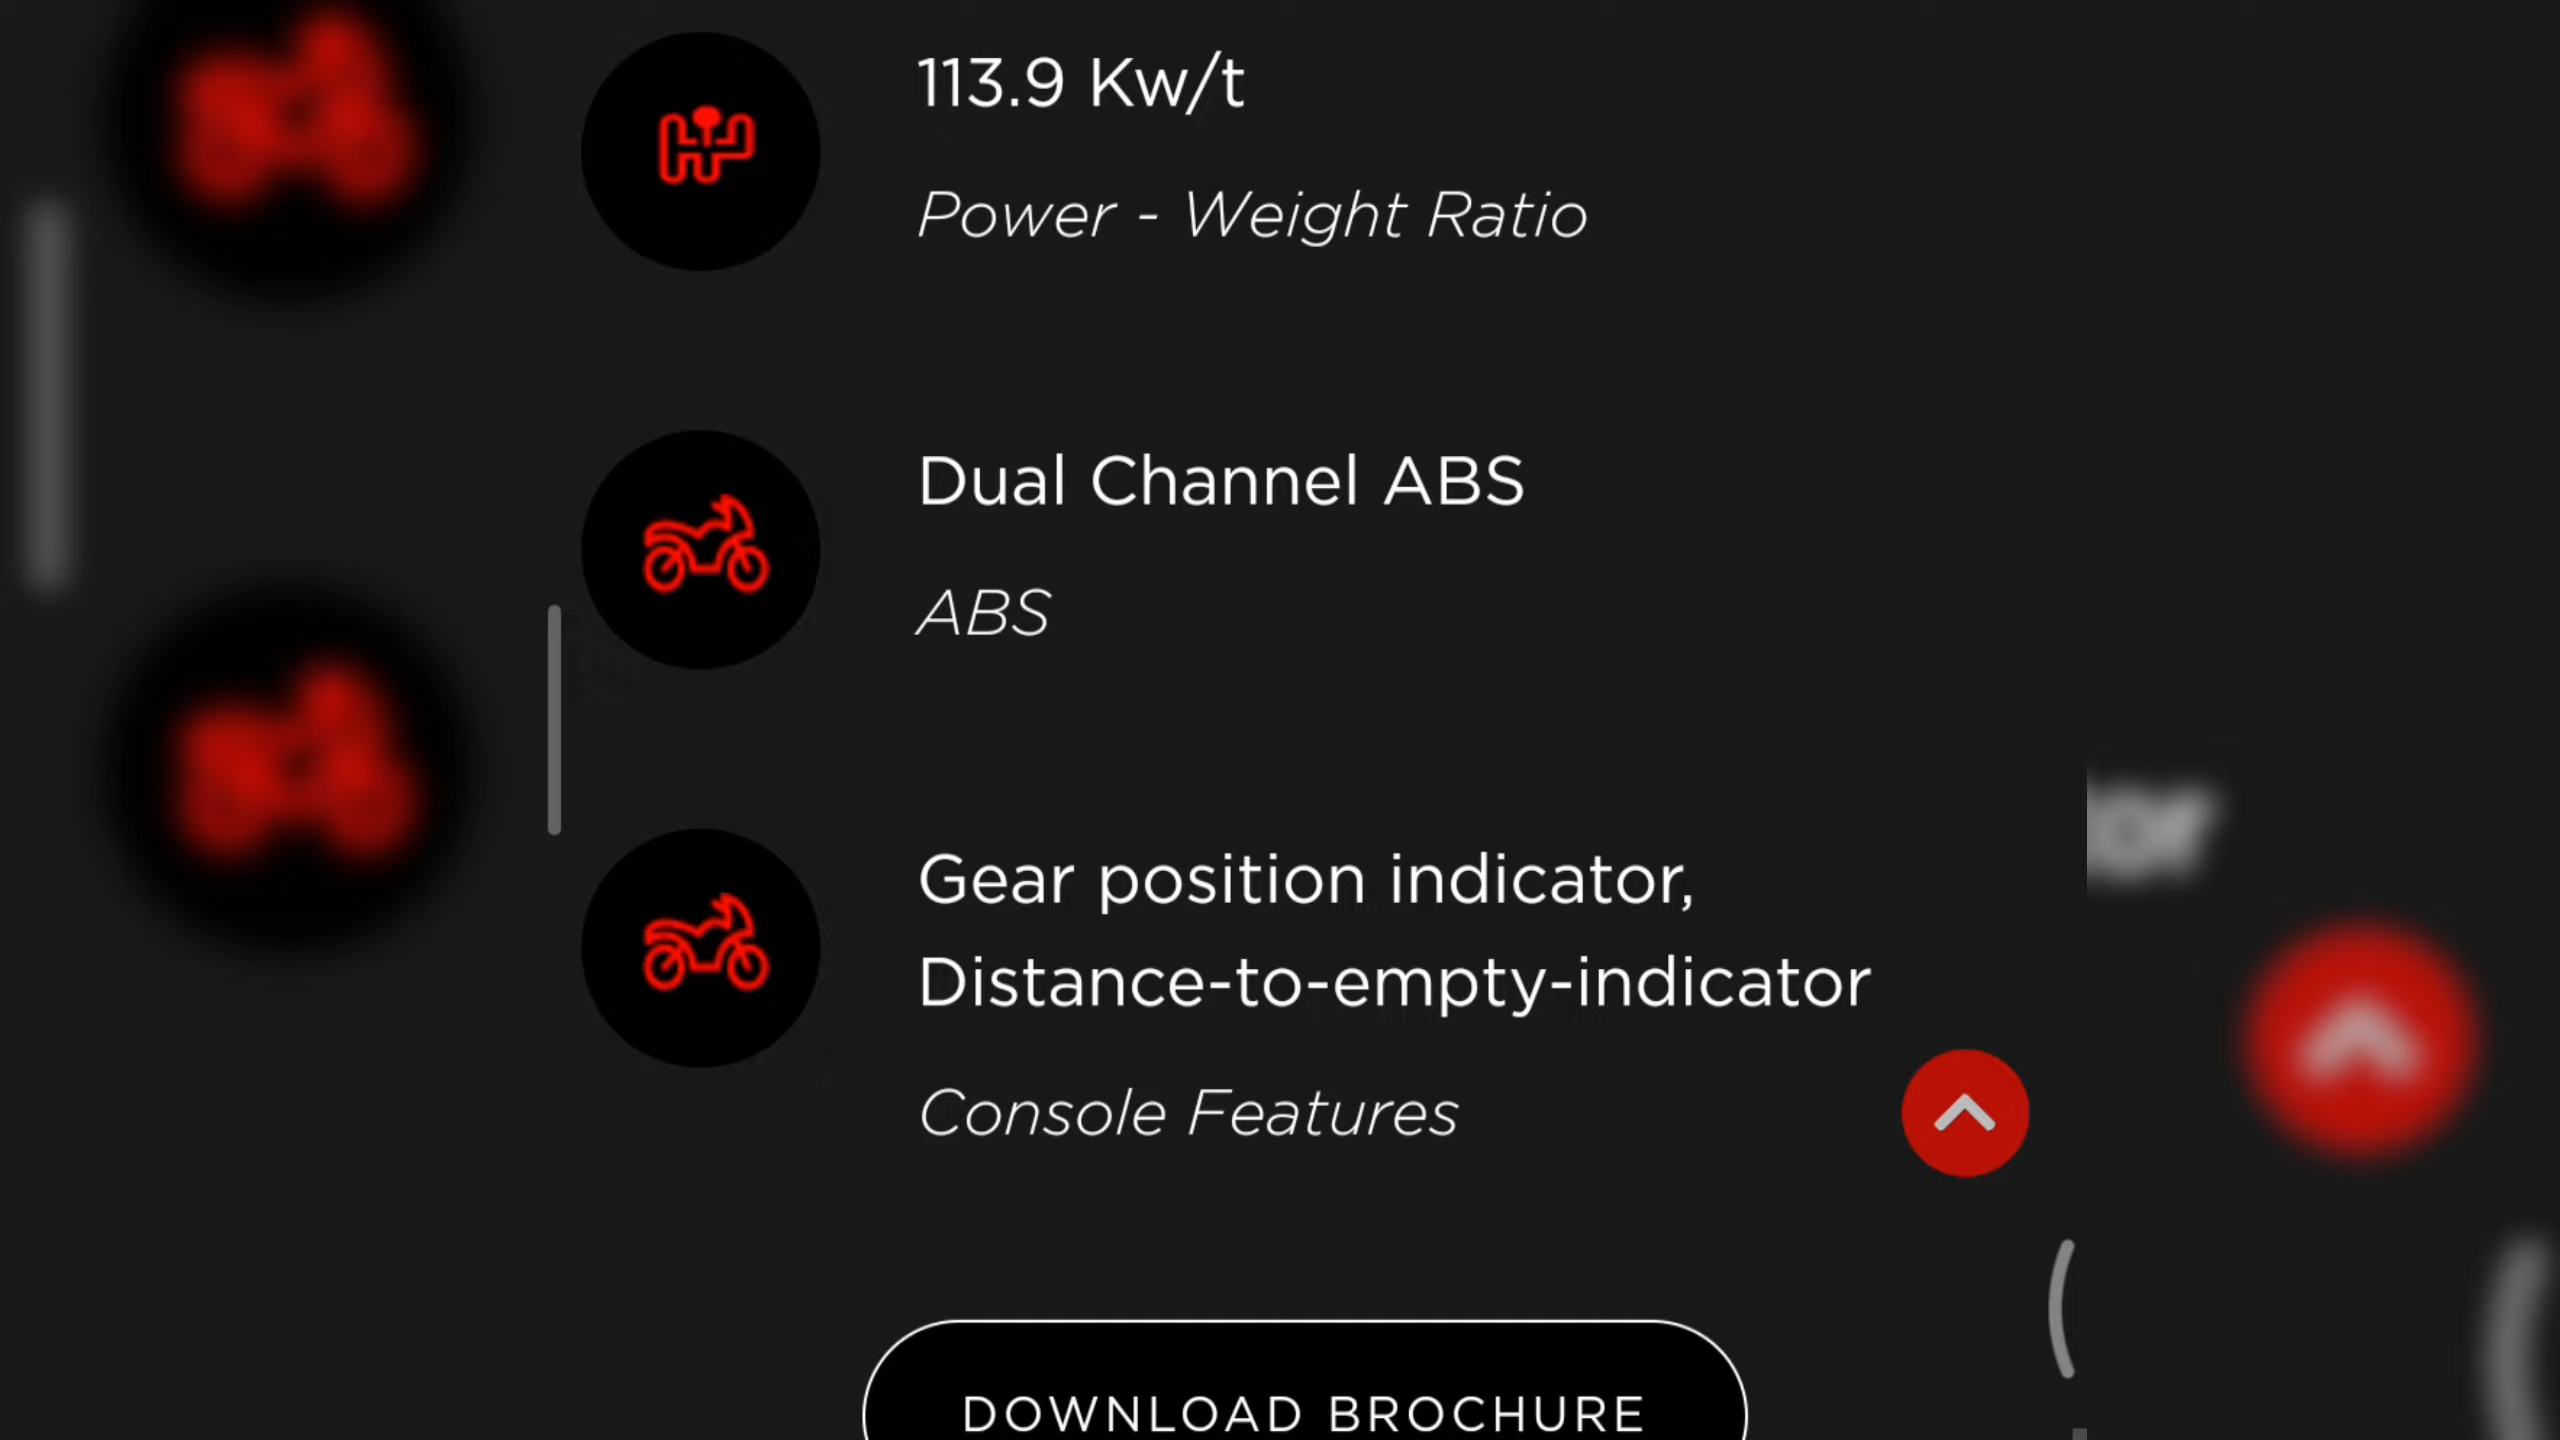 113.9 Kw/t
Power - Weight Ratio
Dual Channel ABS
ABS
Gear position indicator,
Distance-to-empty-indicator
Console Features
DOWNLOAD BROCHURE